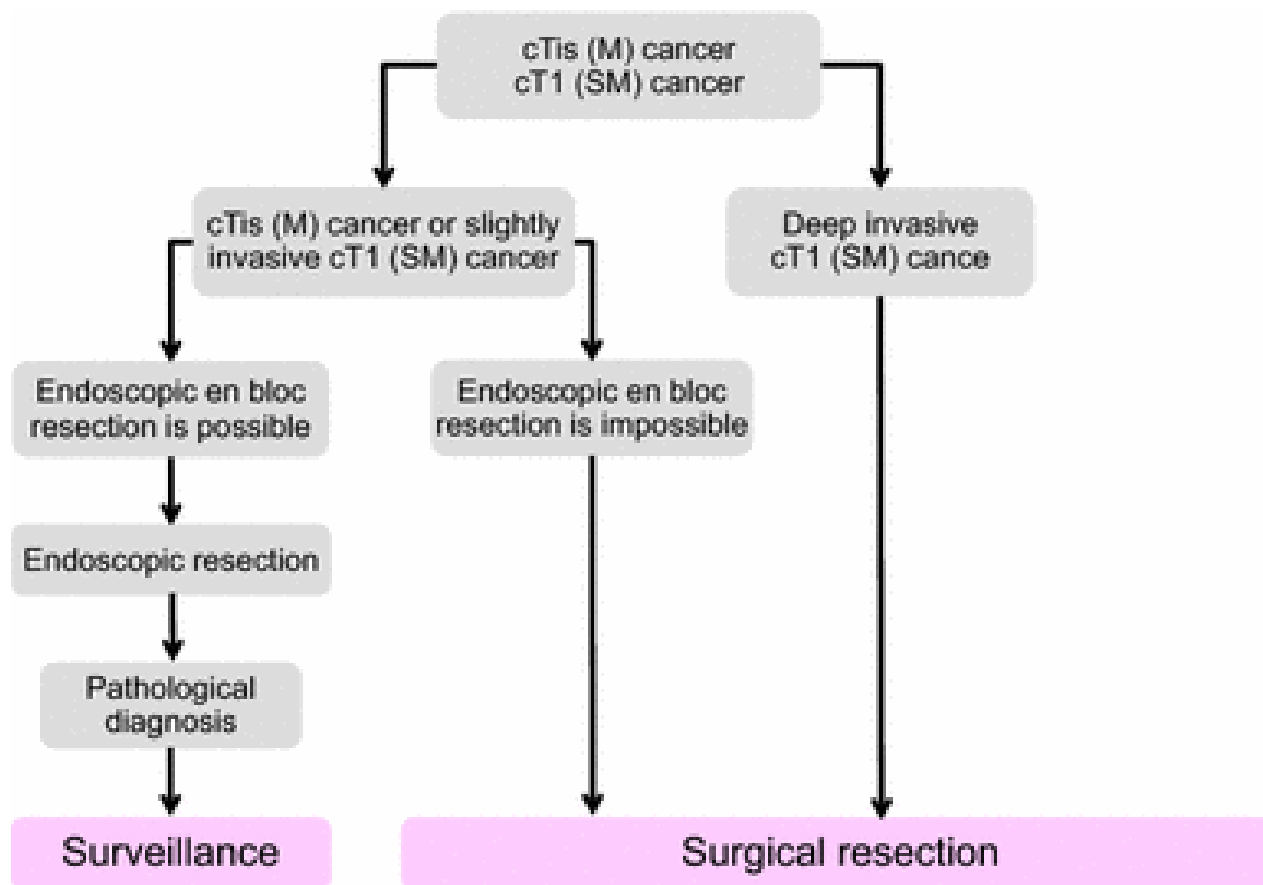 cTis (M) cancer
cT1 (SM) cancer
cTis (M) cancer or slightly
invasive cT1 (SM) cancer
Deep invasive
cT1 (SM) cance
Endoscopic en bloc
resection is possible
Endoscopic en bloc
resection is impossible
Endoscopic resection
Pathological
diagnosis
Surveillance
Surgical resection